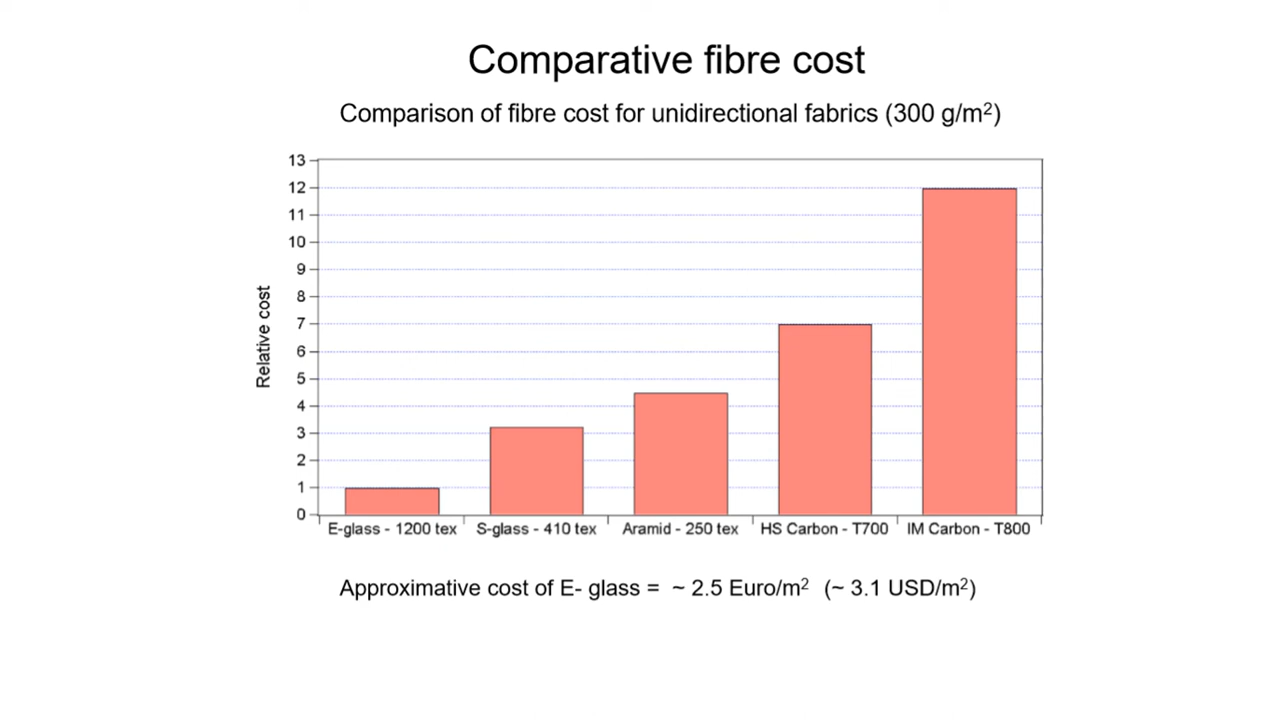 Comparative fibre cost
Comparison of fibre cost for unidirectional fabrics (300 g/m²)
13
12
11
10
9
8
7
6
5
4
3
2
1
0
Relative cost
E-glass - 1200 tex
S-glass - 410 tex
Aramid - 250 tex
HS Carbon - T700
IM Carbon - T800
Approximative cost of E- glass = ~ 2.5 Euro/m² (~ 3.1 USD/m²)